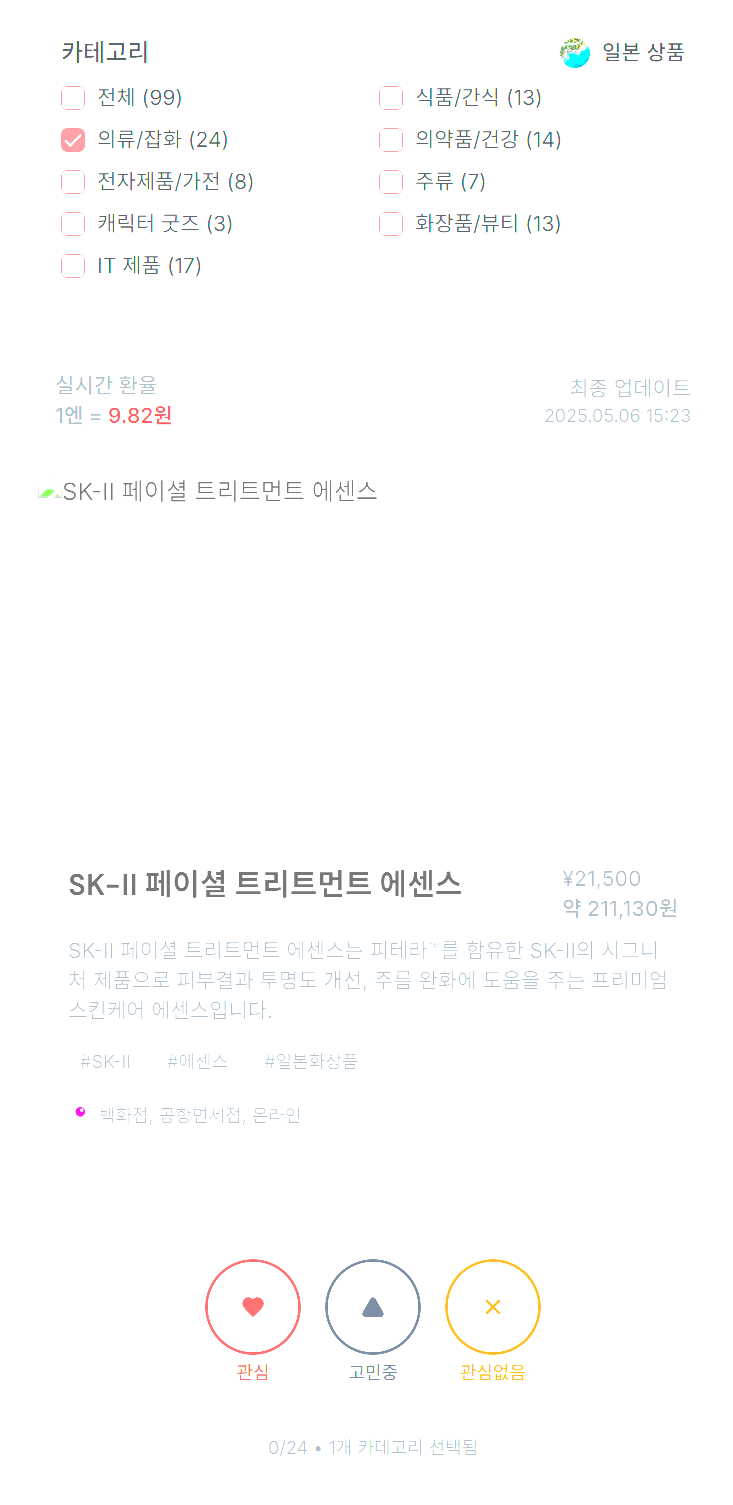 카테고리
일본 상품
전체 (99)
식품/간식 (13)
의류/잡화 (24)
의약품/건강 (14)
전자제품/가전 (8)
주류 (7)
캐릭터 굿즈 (3)
화장품/뷰티 (13)
IT 제품 (17)
실시간 환율
최종 업데이트
1엔 = 9.82원
2025.05.06 15:23
SK-II 페이셜 트리트먼트 에센스
SK-II 페이셜 트리트먼트 에센스
¥21,500
약 211,130원
SK-II 페이셜 트리트먼트 에센스는 피테라™를 함유한 SK-II의 시그니
처 제품으로 피부결과 투명도 개선, 주름 완화에 도움을 주는 프리미엄
스킨케어 에센스입니다.
#SK-II #에센스 #일본화상품
백화점, 공항면세점, 온라인
관심
고민중
관심없음
0/24 • 1개 카테고리 선택됨